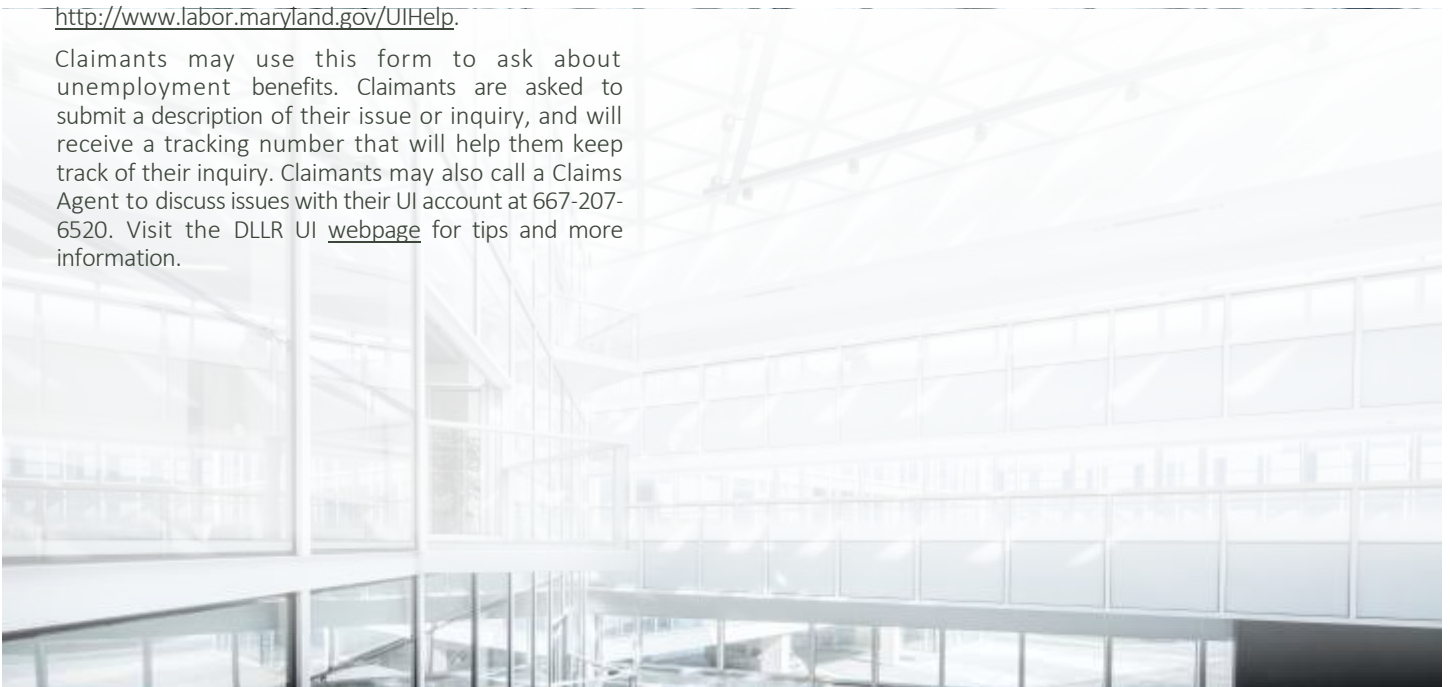 http://www.labor.maryland.gov/UIHelp.
Claimants may use this form to ask about
unemployment benefits. Claimants are asked to
submit a description of their issue or inquiry, and will
receive a tracking number that will help them keep
track of their inquiry. Claimants may also call a Claims
Agent to discuss issues with their UI account at 667-207-
6520. Visit the DLLR UI webpage for tips and more
information.